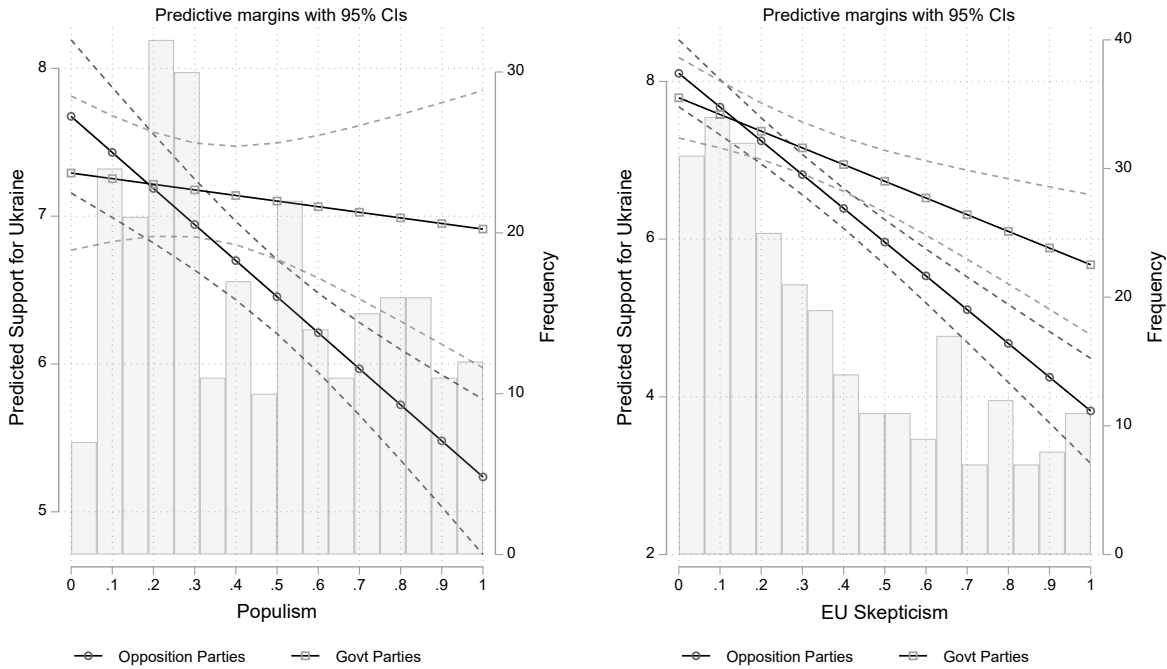 Predictive margins with 95% CIs
8
7
6
5
Predicted Support for Ukraine
30
20
10
0
Frequency
0 .1 .2 .3 .4 .5 .6 .7 .8 .9 1
Populism
Opposition Parties Govt Parties
Predictive margins with 95% CIs
8
6
4
2
Predicted Support for Ukraine
40
30
20
10
0
Frequency
0 .1 .2 .3 .4 .5 .6 .7 .8 .9 1
EU Skepticism
Opposition Parties Govt Parties